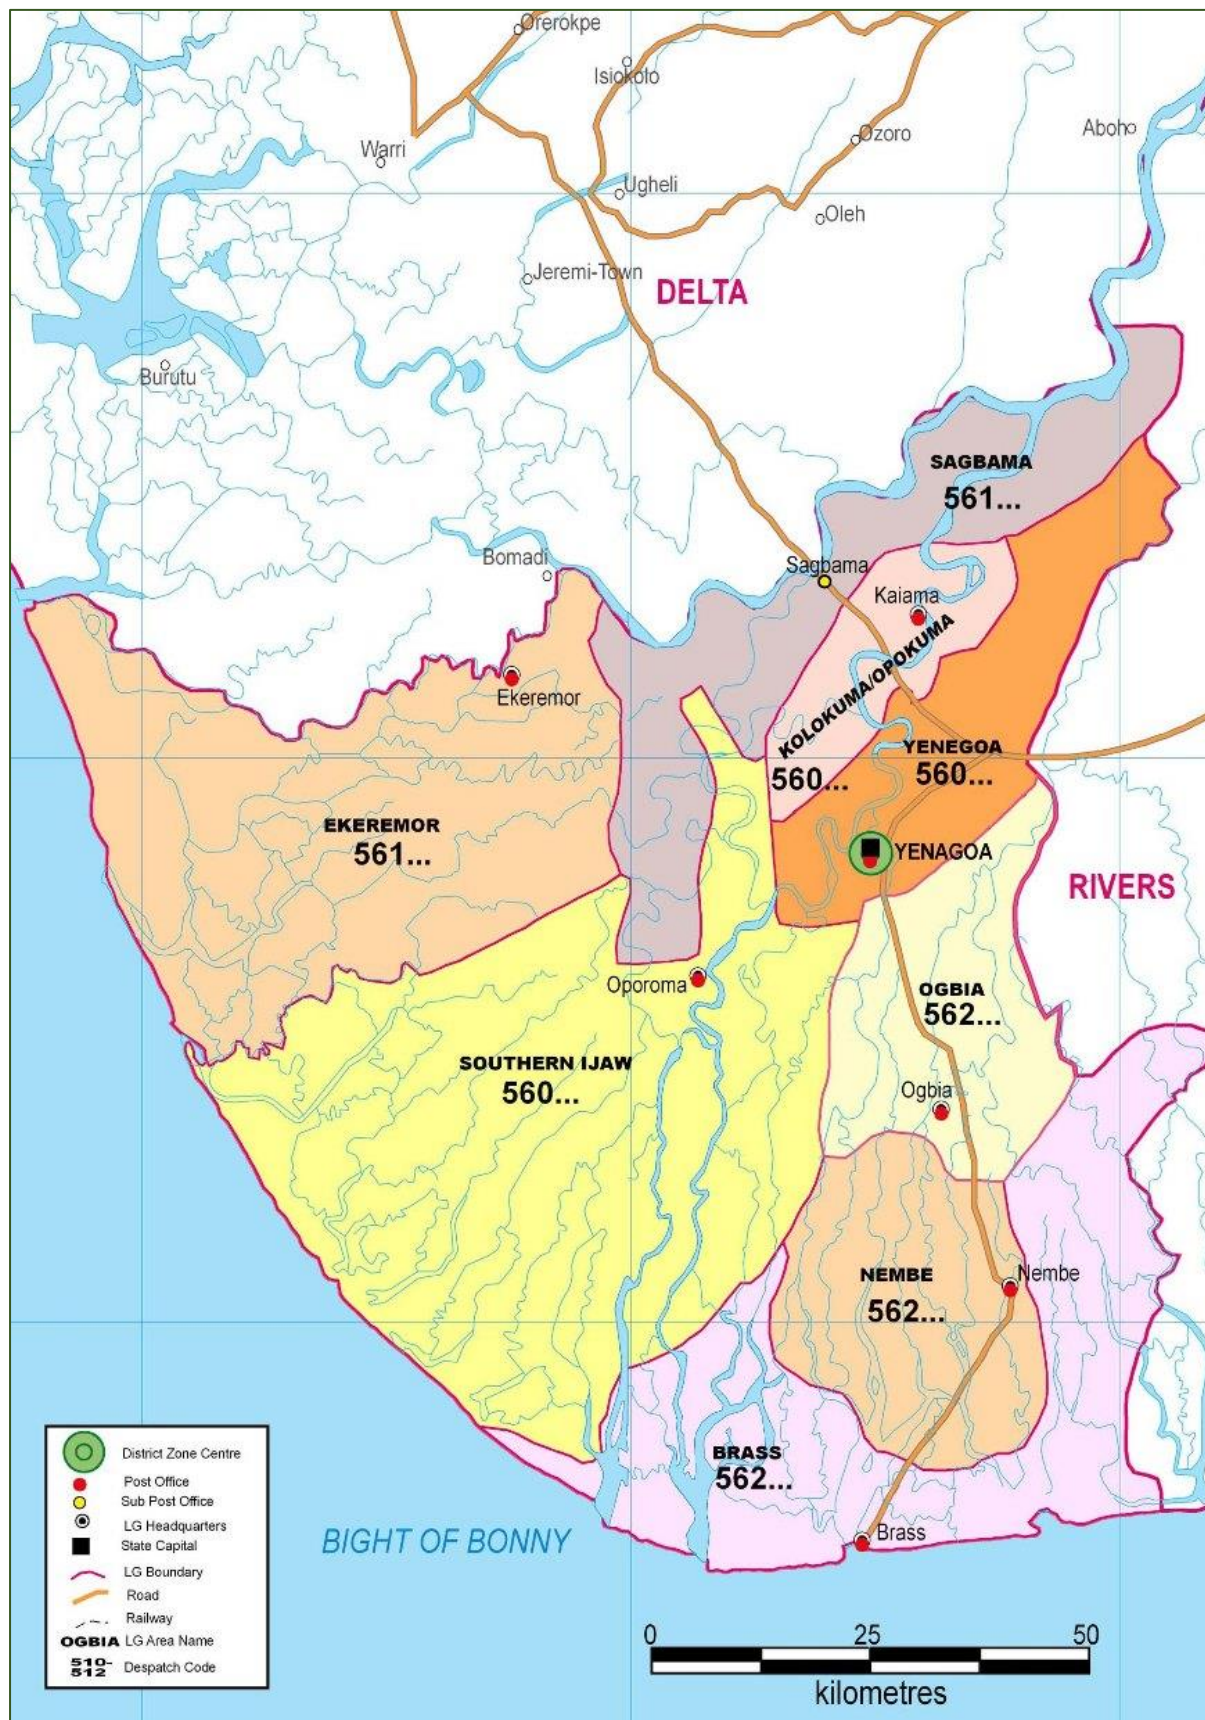 Orerokpe
Isiokolo
Warri
Ozoro
Aboh
Ugheli
Oleh
Jeremi-Town
DELTA
Burutu
SAGBAMA
561...
Bomadi
Sagbama
Kaiama
Ekeremor
KOLOKUMA/OPOKUMA
560...
YENEGOA
560...
EKEREMOR
561...
YENAGOA
RIVERS
Oporoma
OGBIA
562...
SOUTHERN IJAW
560...
Ogbia
NEMBE
562...
Nembe
BRASS
562...
BIGHT OF BONNY
Brass
District Zone Centre
Post Office
Sub Post Office
LG Headquarters
State Capital
LG Boundary
Road
Railway
OGBIA LG Area Name
510-
512 Despatch Code
0 25 50
kilometres